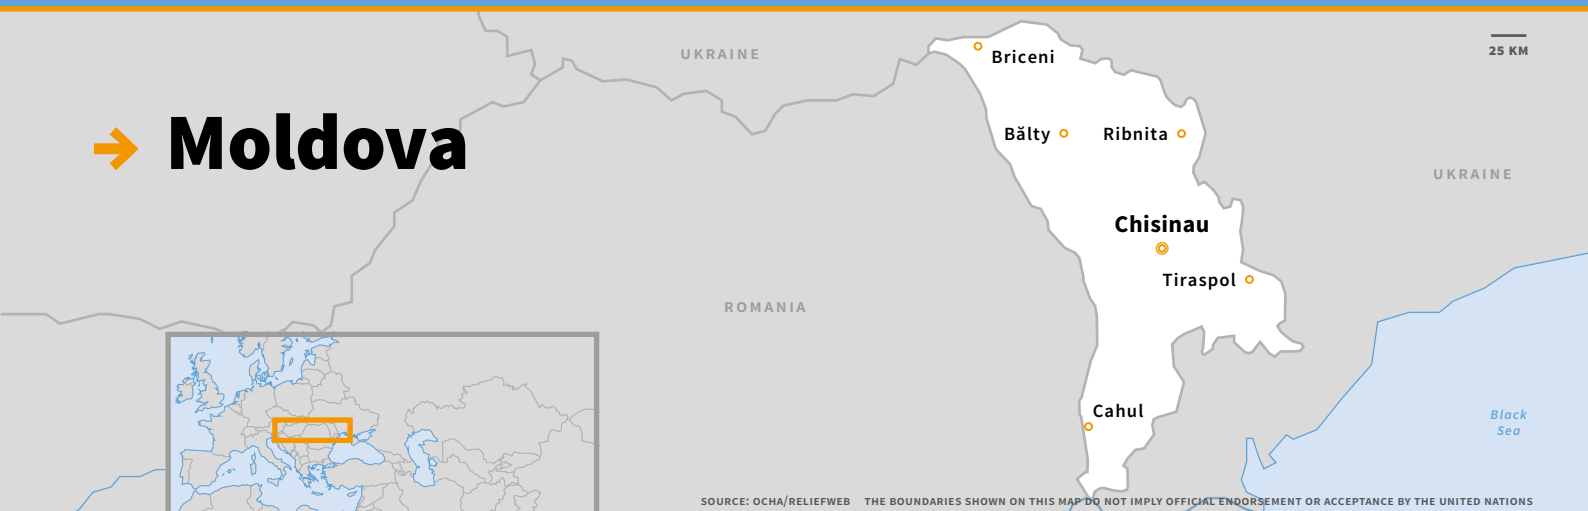 UKRAINE
25 KM
Briceni
Moldova
Bălty
Ribnita
UKRAINE
Chisinau
Tiraspol
ROMANIA
Cahul
Black
Sea
SOURCE: OCHA/RELIEFWEB THE BOUNDARIES SHOWN ON THIS MAP DO NOT IMPLY OFFICIAL ENDORSEMENT OR ACCEPTANCE BY THE UNITED NATIONS